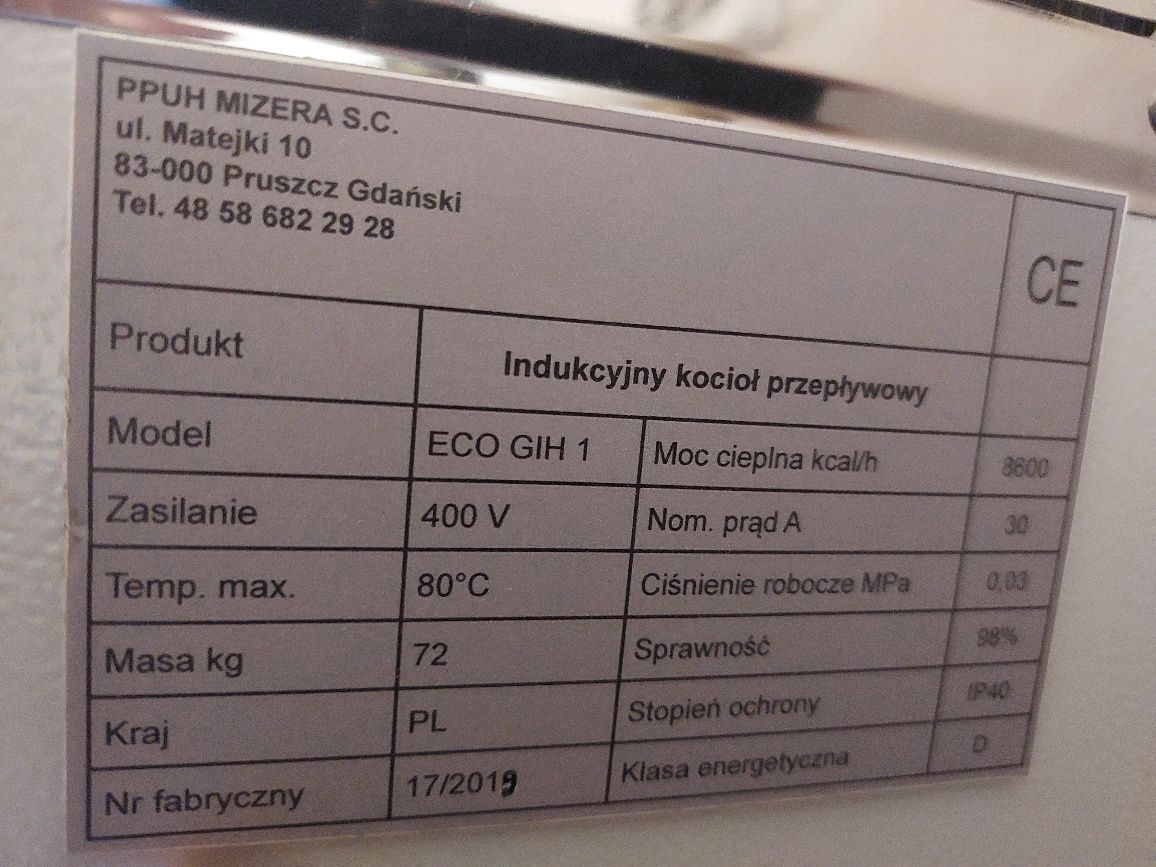 PPUH MIZERA S.C.
ul. Matejki 10
83-000 Pruszcz Gdański
Tel. 48 58 682 29 28
CE
Produkt Indukcyjny kocioł przepływowy
Model ECO GIH 1 Moc cieplna kcal/h 8600
Zasilanie 400 V Nom. prąd A 30
Temp. max. 80°C Ciśnienie robocze MPa 0,03
Masa kg 72 Sprawność 98%
Kraj PL Stopień ochrony IP40
Nr fabryczny 17/2019 Klasa energetyczna D